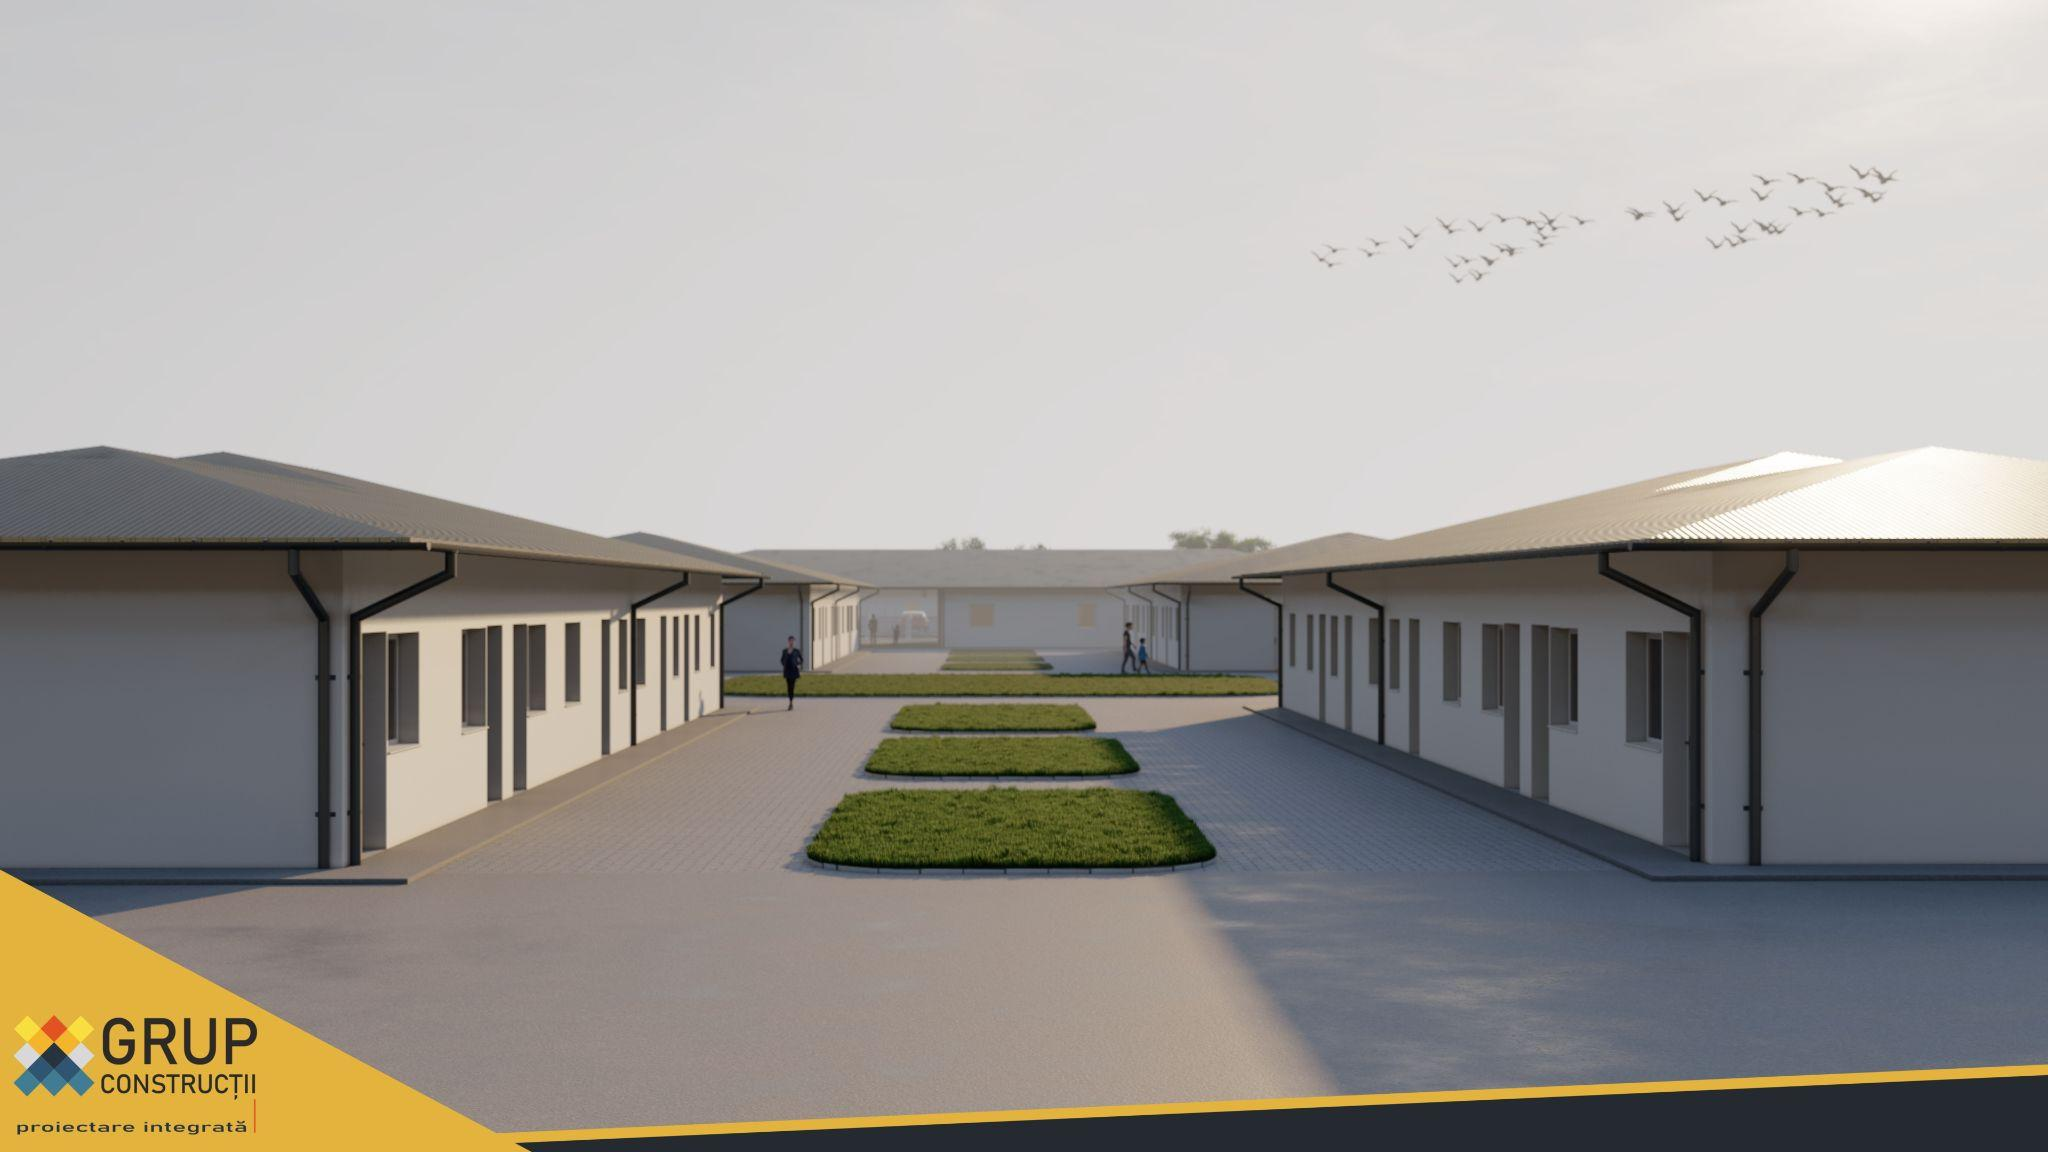 GRUP
CONSTRUCȚII
proiectare integrată